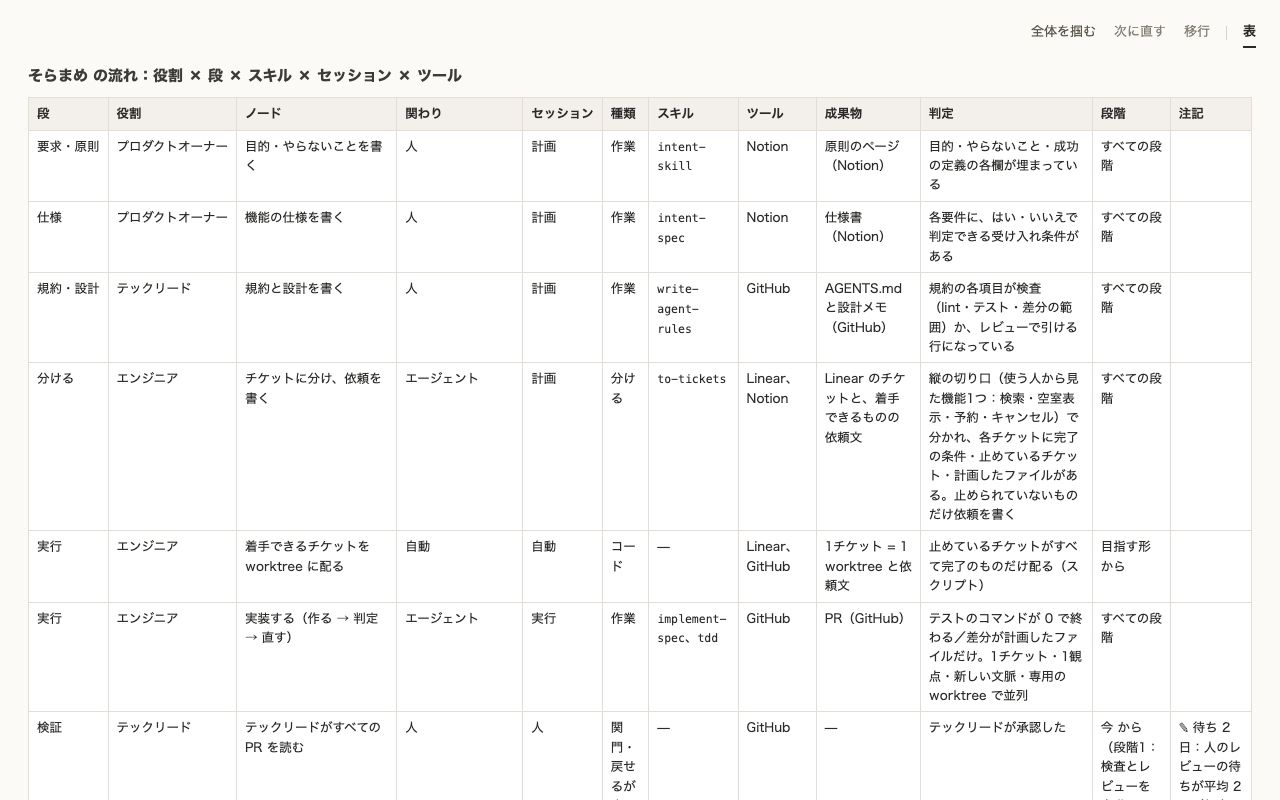 全体を掴む 次に直す 移行 表
そらまめ の流れ：役割 × 段 × スキル × セッション × ツール
段 役割 ノード 関わり セッション 種類 スキル ツール 成果物 判定 段階 注記
要求・原則 プロダクトオーナー 目的・やらないことを書 人 計画 作業 intent- Notion 原則のページ 目的・やらないこと・成功 すべての段
く skill （Notion） の定義の各欄が埋まってい 階
る
仕様 プロダクトオーナー 機能の仕様を書く 人 計画 作業 intent- Notion 仕様書 各要件に、はい・いいえで すべての段
spec （Notion） 判定できる受け入れ条件が 階
ある
規約・設計 テックリード 規約と設計を書く 人 計画 作業 write- GitHub AGENTS.md 規約の各項目が検査 すべての段
agent- と設計メモ （lint・テスト・差分の範 階
rules （GitHub） 囲）か、レビューで引ける
行になっている
分ける エンジニア チケットに分け、依頼を エージェント 計画 分け to-tickets Linear、 Linear のチケ 縦の切り口（使う人から見 すべての段
書く る Notion ットと、着手 た機能1つ：検索・空室表 階
できるものの 示・予約・キャンセル）で
依頼文 分かれ、各チケットに完了
の条件・止めているチケッ
ト・計画したファイルがあ
る。止められていないもの
だけ依頼を書く
実行 エンジニア 着手できるチケットを 自動 自動 コー — Linear、 1チケット = 1 止めているチケットがすべ 目指す形
worktree に配る ド GitHub worktree と依 て完了のものだけ配る（ス から
頼文 クリプト）
実行 エンジニア 実装する（作る → 判定 エージェント 実行 作業 implement- GitHub PR（GitHub） テストのコマンドが 0 で終 すべての段
→ 直す） spec、tdd わる／差分が計画したファ 階
イルだけ。1チケット・1観
点・新しい文脈・専用の
worktree で並列
検証 テックリード テックリードがすべての 人 人 関 — GitHub — テックリードが承認した 今 から ✎ 待ち 2
PR を読む 門・ （段階1： 日：人のレ
戻せ 検査とレ ビューの待
るが ビューを ちが平均 2